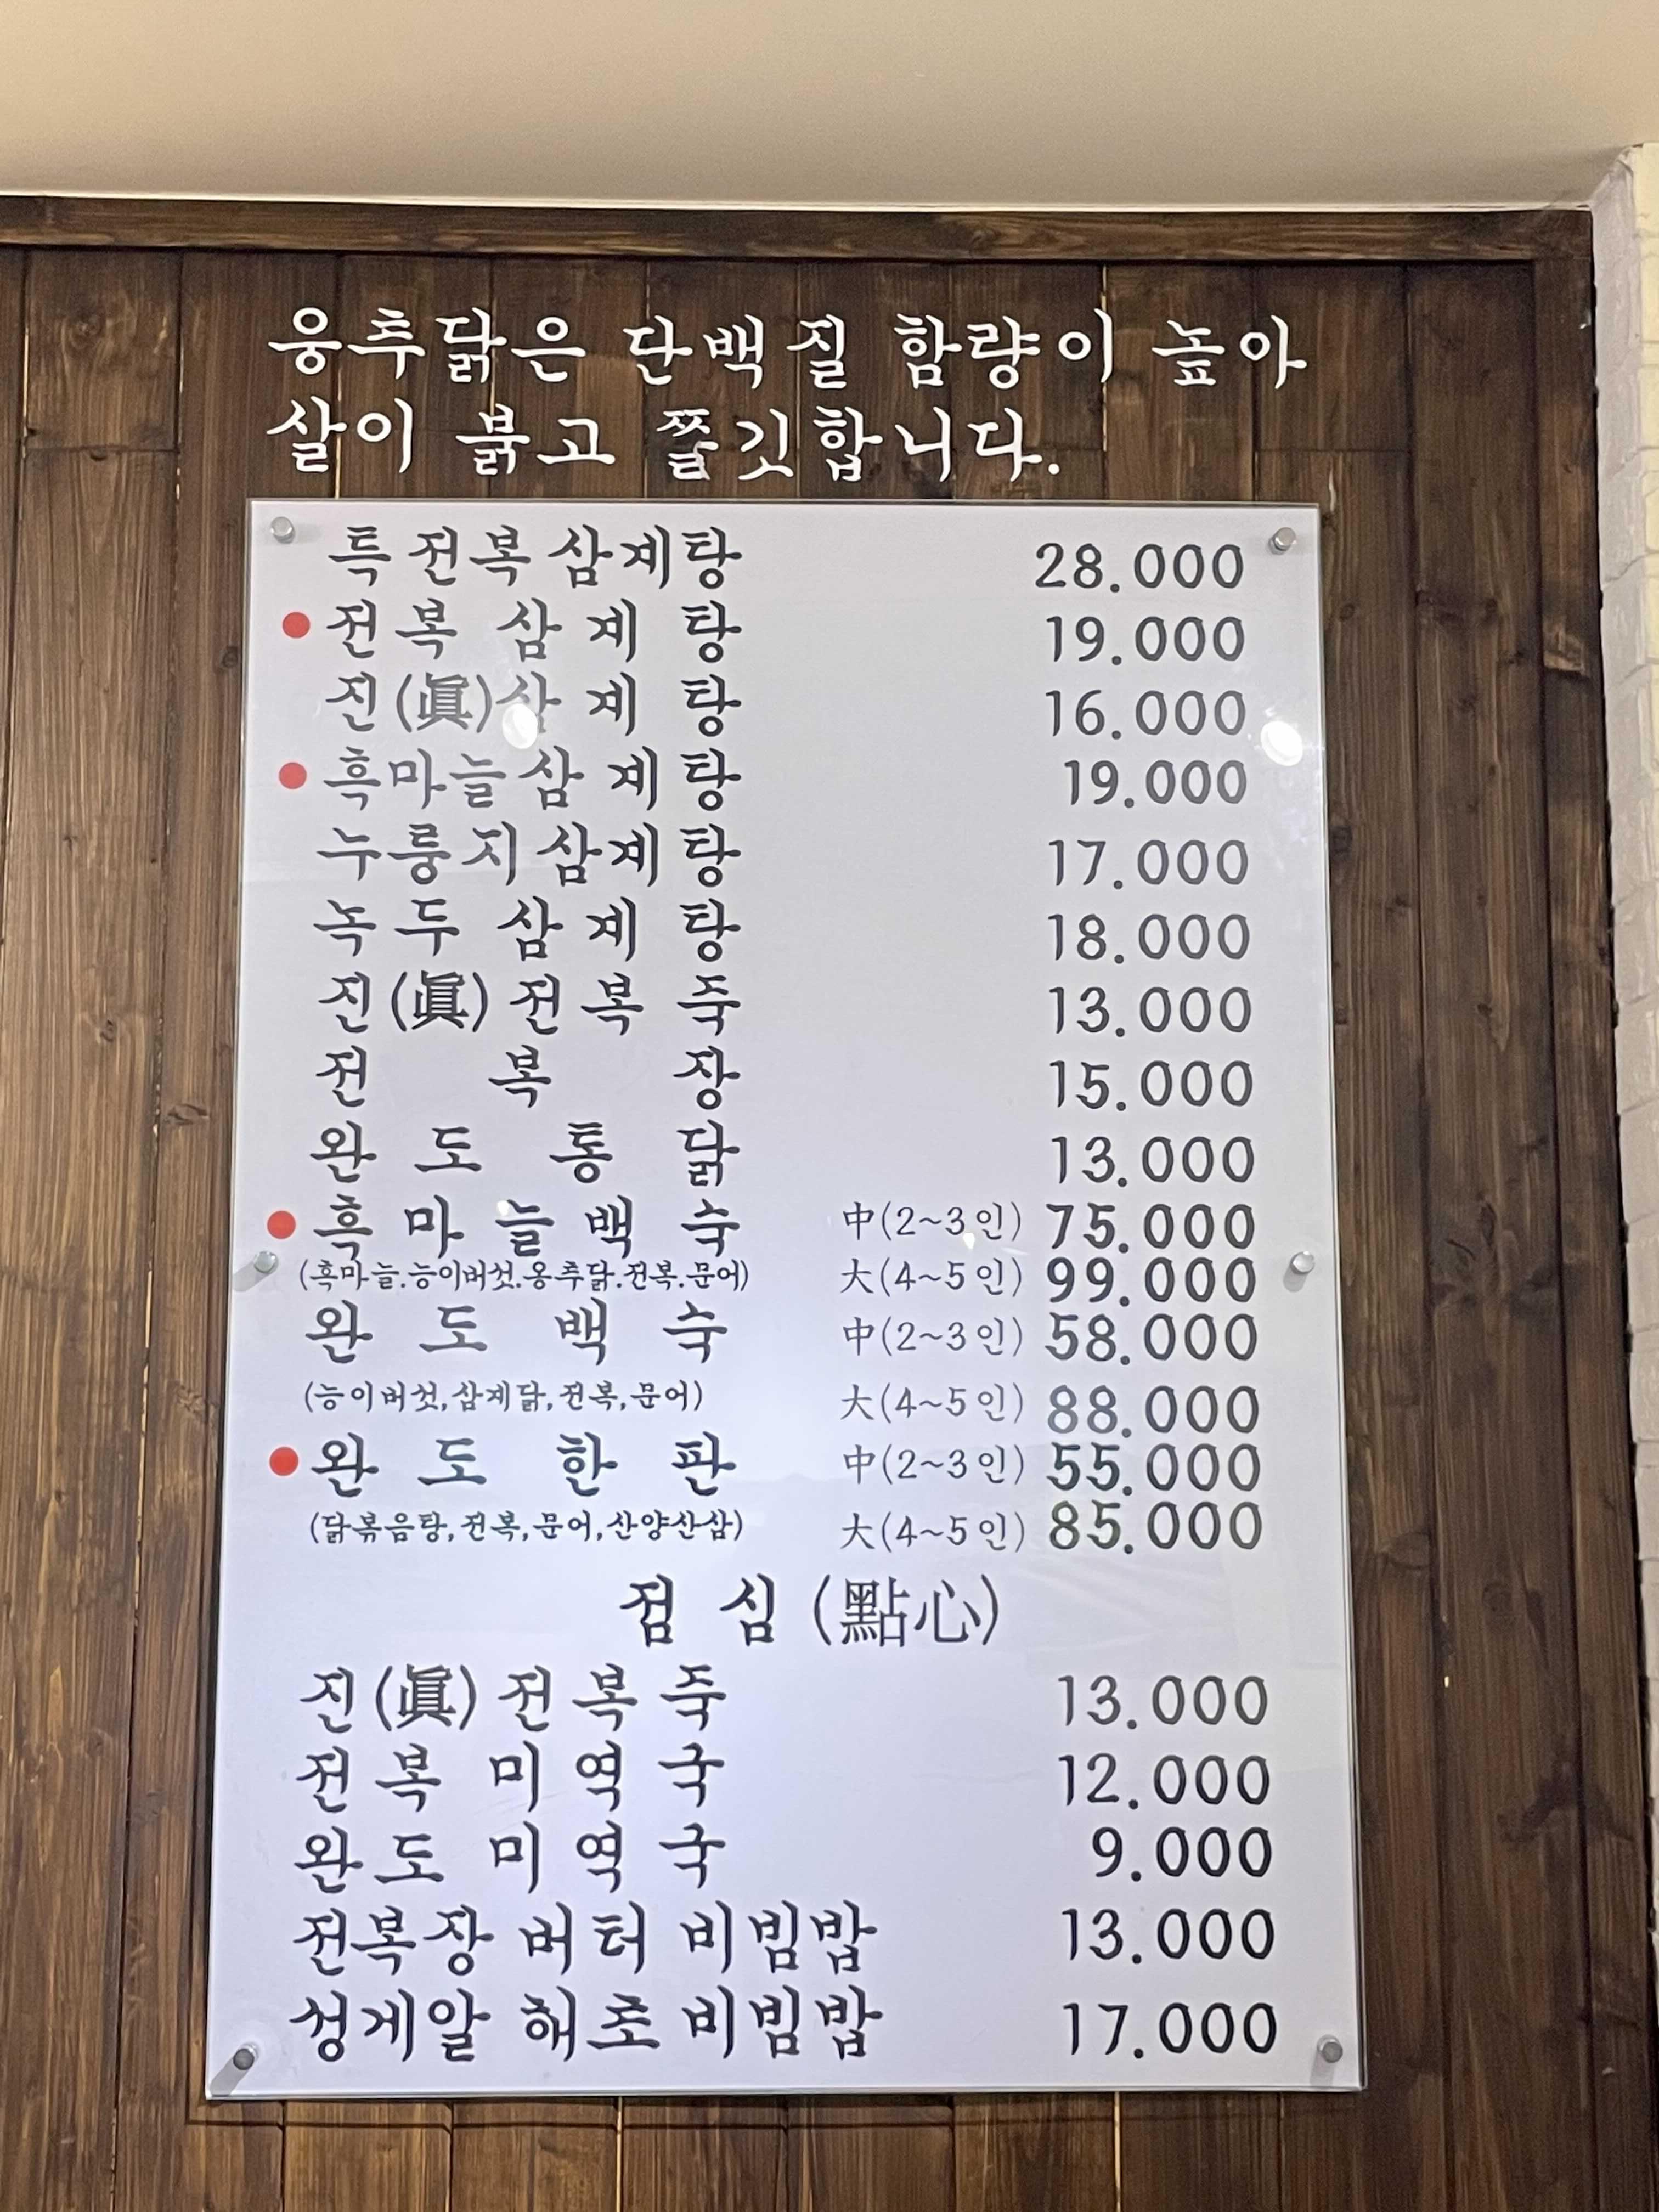 웅추닭은 단백질 함량이 높아
살이 붉고 쫄깃합니다.
특전복삼계탕 28.000
전복 삼계탕 19.000
진(眞)삼계탕 16.000
흑마늘삼계탕 19.000
누룽지삼계탕 17.000
녹두 삼계탕 18.000
진(眞)전복죽 13.000
전복장 15.000
완도통닭 13.000
흑마늘백숙 中(2~3인) 75.000
(흑마늘.능이버섯.웅추닭.전복.문어) 大(4~5인) 99.000
완도백숙 中(2~3인) 58.000
(능이버섯,삼계닭,전복,문어) 大(4~5인) 88.000
완도한판 中(2~3인) 55.000
(닭볶음탕,전복,문어,산양산삼) 大(4~5인) 85.000
점심(點心)
진(眞)전복죽 13.000
전복 미역국 12.000
완도 미역국 9.000
전복장 버터 비빔밥 13.000
성게알 해초 비빔밥 17.000